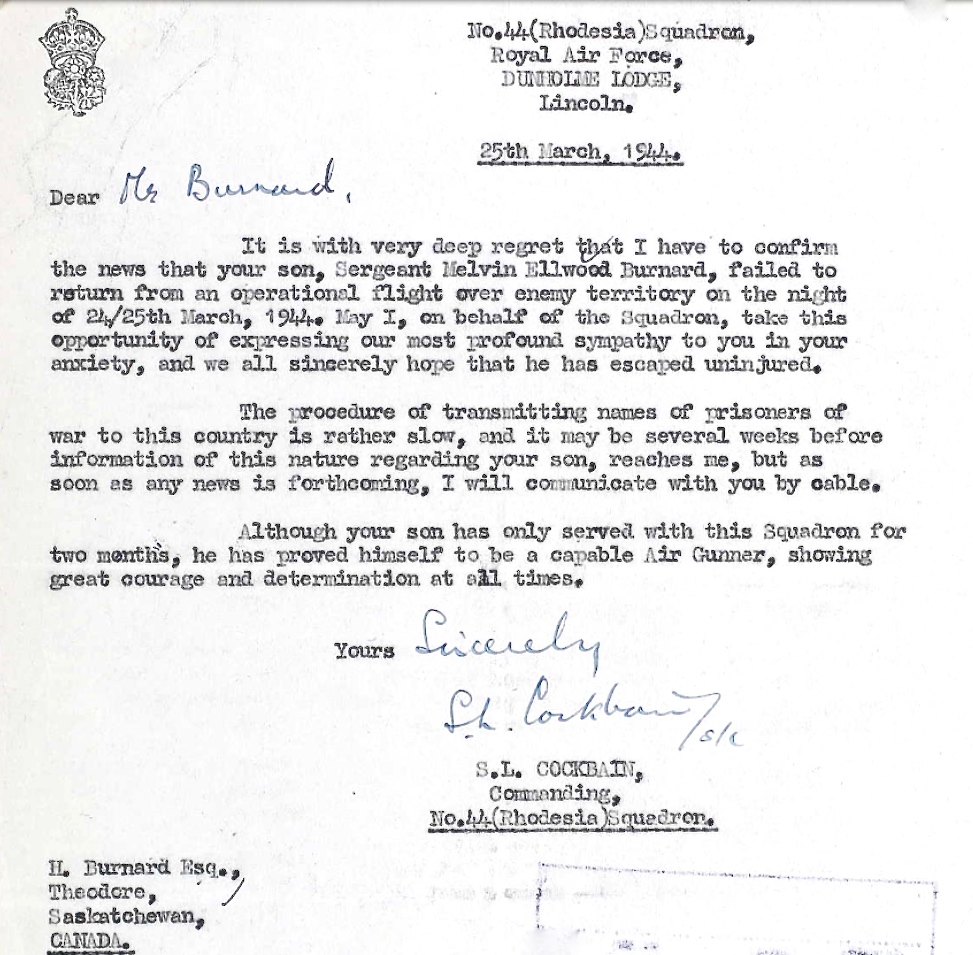 No.44(Rhodesia)Squadron,
Royal Air Force,
DUNHOLME LODGE,
Lincoln.
25th March, 1944.
Dear Mr Burnard,
It is with very deep regret that I have to confirm
the news that your son, Sergeant Melvin Ellwood Burnard, failed to
return from an operational flight over enemy territory on the night
of 24/25th March, 1944. May I, on behalf of the Squadron, take this
opportunity of expressing our most profound sympathy to you in your
anxiety, and we all sincerely hope that he has escaped uninjured.
The procedure of transmitting names of prisoners of
war to this country is rather slow, and it may be several weeks before
information of this nature regarding your son, reaches me, but as
soon as any news is forthcoming, I will communicate with you by cable.
Although your son has only served with this Squadron for
two months, he has proved himself to be a capable Air Gunner, showing
great courage and determination at all times.
Yours Sincerely
S.L. Cockbain / S/L
S.L. COCKBAIN,
Commanding,
No.44(Rhodesia)Squadron.
H. Burnard Esq.,
Theodore,
Saskatchewan,
CANADA.